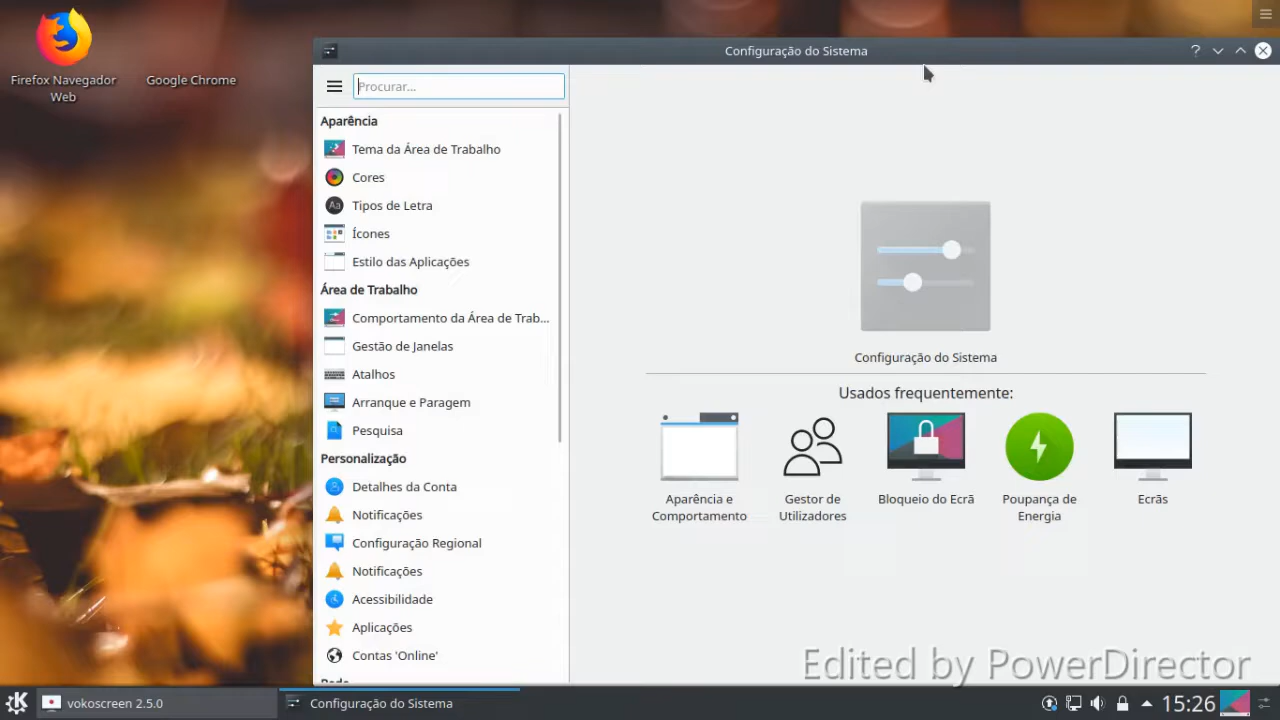 Firefox Navegador
Web
Google Chrome
Configuração do Sistema
Procurar...
Aparência
Tema da Área de Trabalho
Cores
Aa
Tipos de Letra
Ícones
Estilo das Aplicações
Área de Trabalho
Comportamento da Área de Trab...
Gestão de Janelas
Atalhos
Arranque e Paragem
Pesquisa
Personalização
Detalhes da Conta
Notificações
Configuração Regional
Notificações
Acessibilidade
Aplicações
Contas 'Online'
Configuração do Sistema
Usados frequentemente:
Aparência e
Comportamento
Gestor de
Utilizadores
Bloqueio do Ecrã
Poupança de
Energia
Ecrãs
Edited by PowerDirector
vokoscreen 2.5.0
Configuração do Sistema
15:26